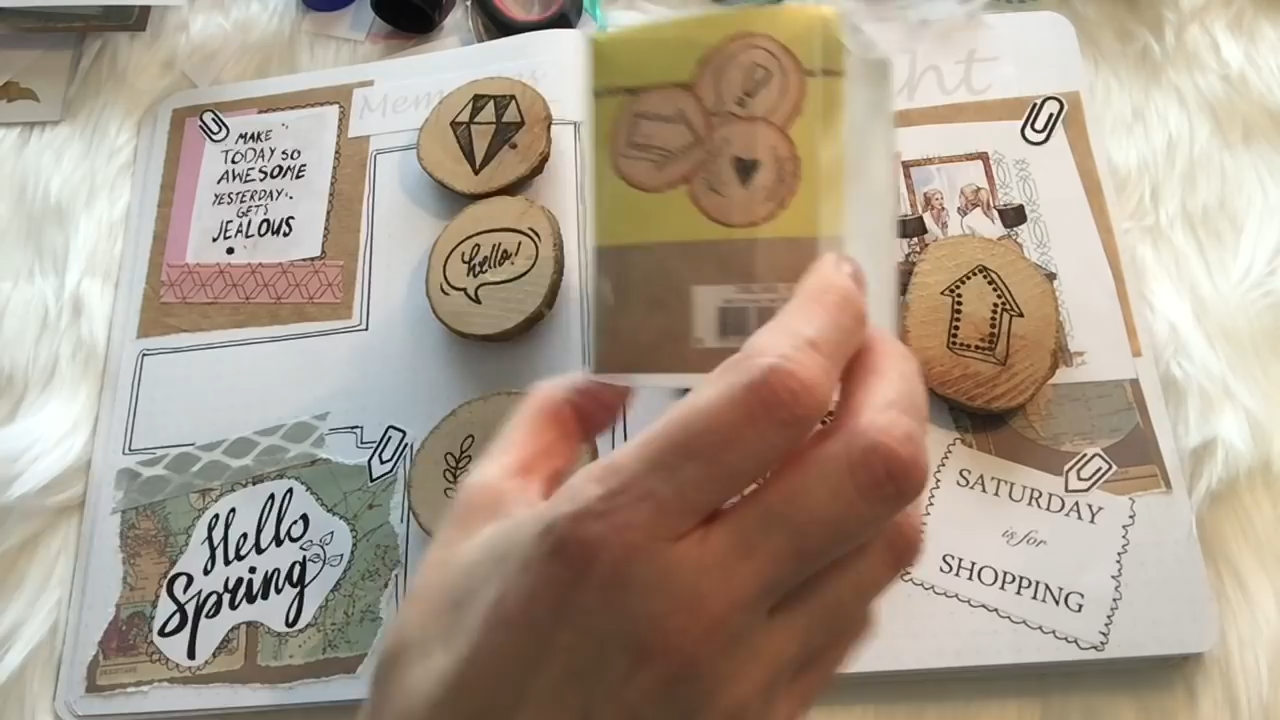 MAKE
TODAY SO
AWESOME
YESTERDAY
GETS
JEALOUS
hello!
Hello
Spring
SATURDAY
is for
SHOPPING